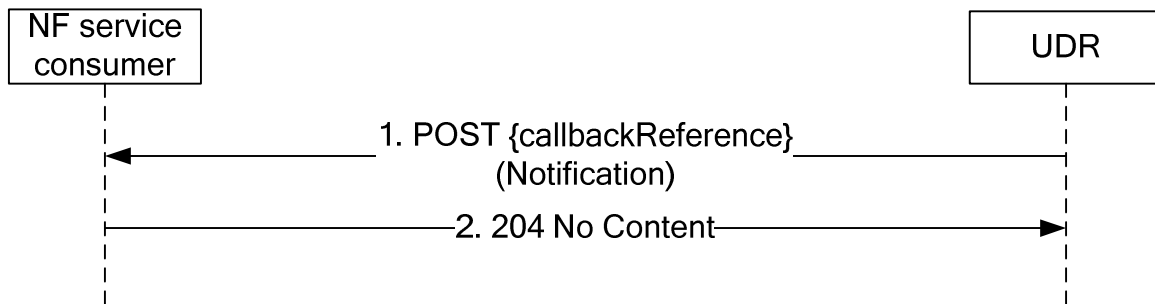 NF service
consumer
UDR
1. POST {callbackReference}
(Notification)
2. 204 No Content